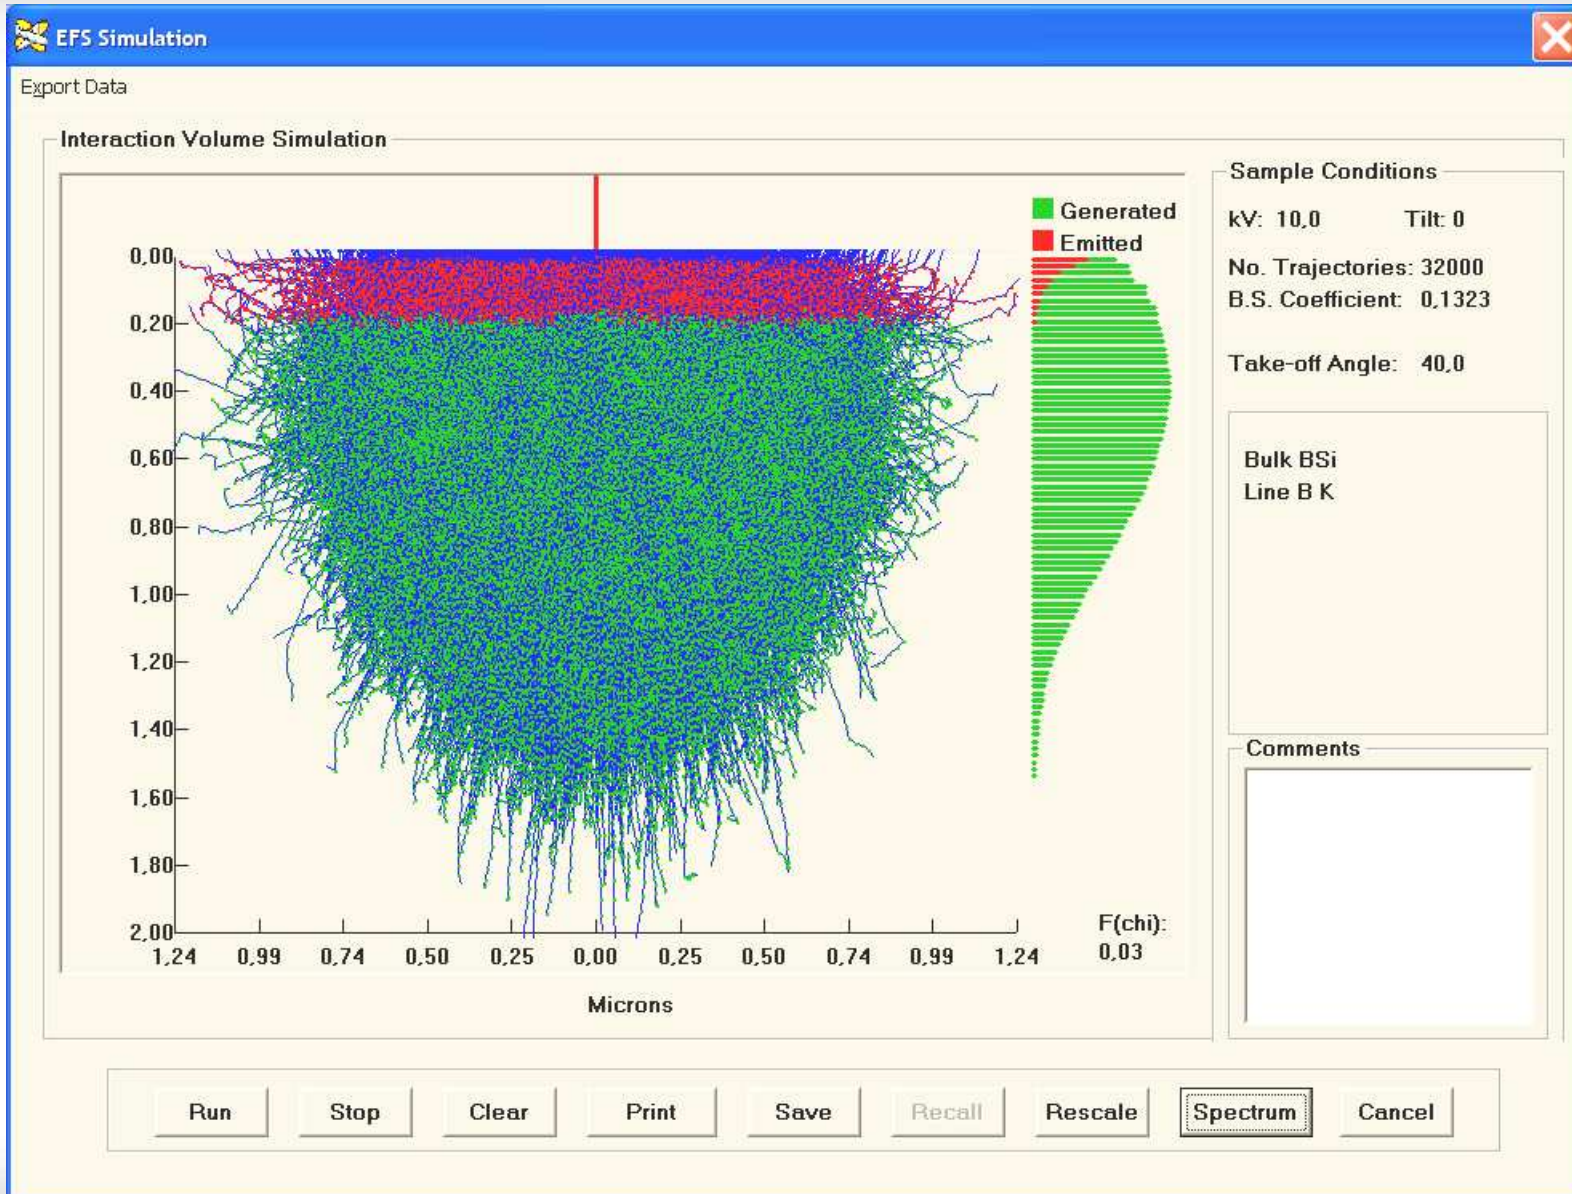 EFS Simulation
Export Data
Interaction Volume Simulation
Generated
Emitted
0,00
0,20
0,40
0,60
0,80
1,00
1,20
1,40
1,60
1,80
2,00
1,24 0,99 0,74 0,50 0,25 0,00 0,25 0,50 0,74 0,99 1,24
Microns
F(chi):
0,03
Sample Conditions
kV: 10,0 Tilt: 0
No. Trajectories: 32000
B.S. Coefficient: 0,1323
Take-off Angle: 40,0
Bulk BSi
Line B K
Comments
Run Stop Clear Print Save Recall Rescale Spectrum Cancel